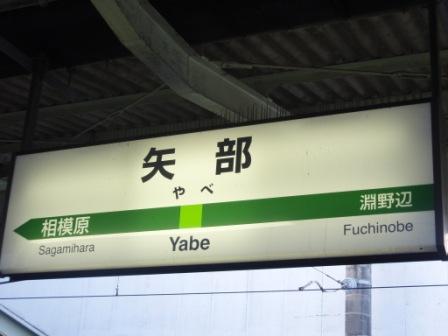 矢部
やべ
相模原
Sagamihara
Yabe
淵野辺
Fuchinobe